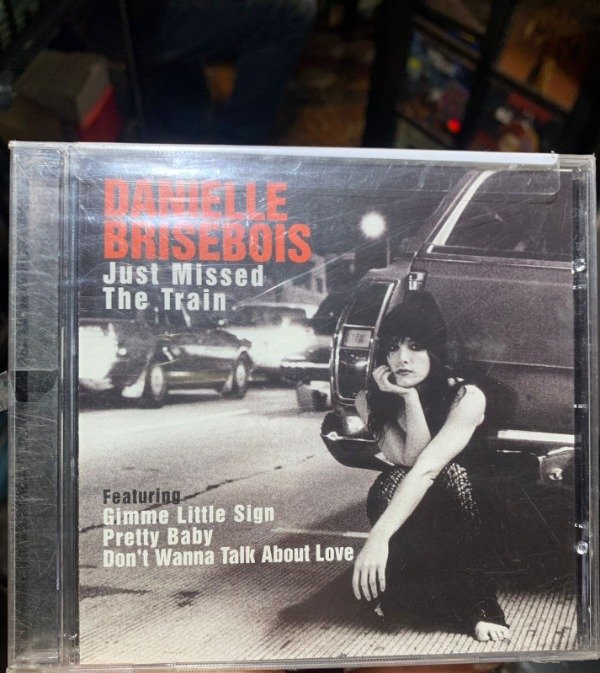 DANIELLE
BRISEBOIS
Just Missed
The Train
Featuring
Gimme Little Sign
Pretty Baby
Don't Wanna Talk About Love